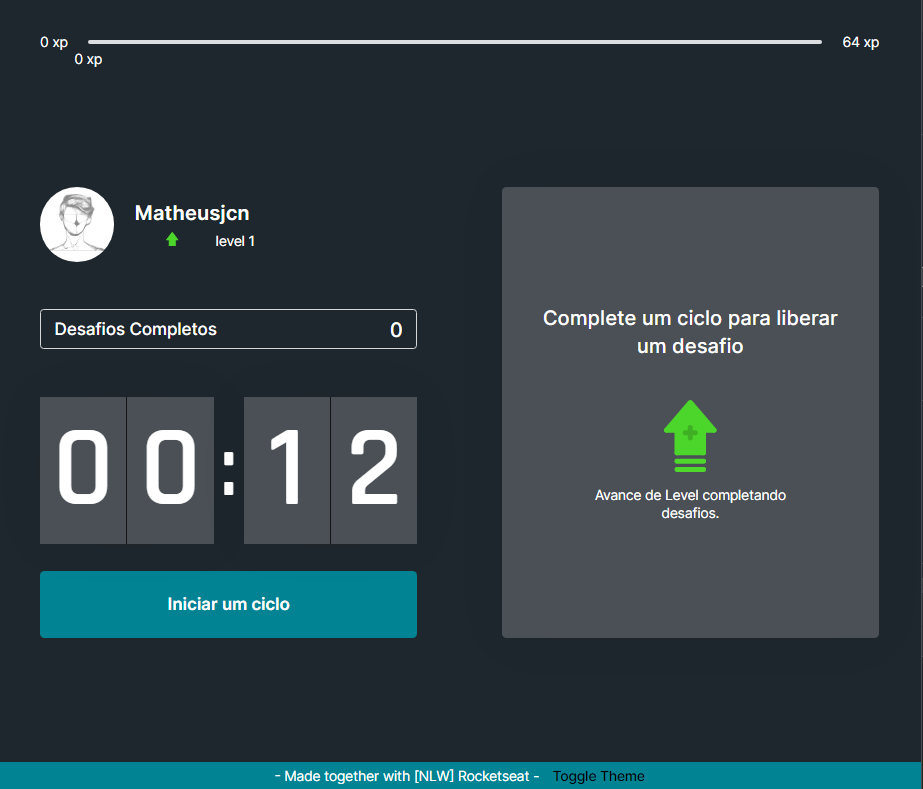 0 xp
64 xp
0 xp
Matheusjcn
level 1
Desafios Completos 0
00:12
Iniciar um ciclo
Complete um ciclo para liberar
um desafio
Avance de Level completando
desafios.
- Made together with [NLW] Rocketseat - Toggle Theme